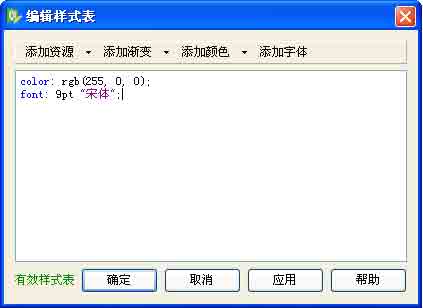 编辑样式表
添加资源 添加渐变 添加颜色 添加字体
color: rgb(255, 0, 0);
font: 9pt "宋体";
有效样式表 确定 取消 应用 帮助